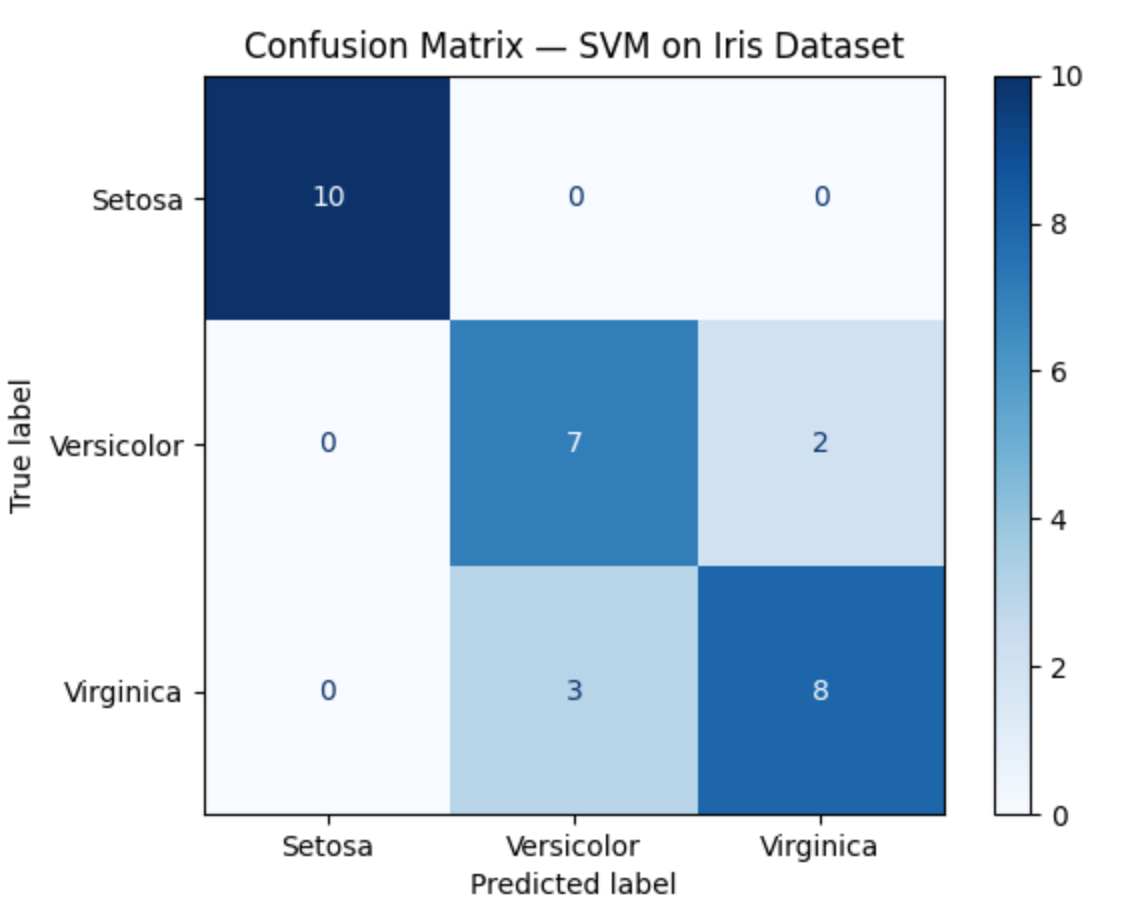 Confusion Matrix — SVM on Iris Dataset
10
Setosa
10 0 0
8
True label
6
Versicolor
0 7 2
4
2
Virginica
0 3 8
0
Setosa Versicolor Virginica
Predicted label